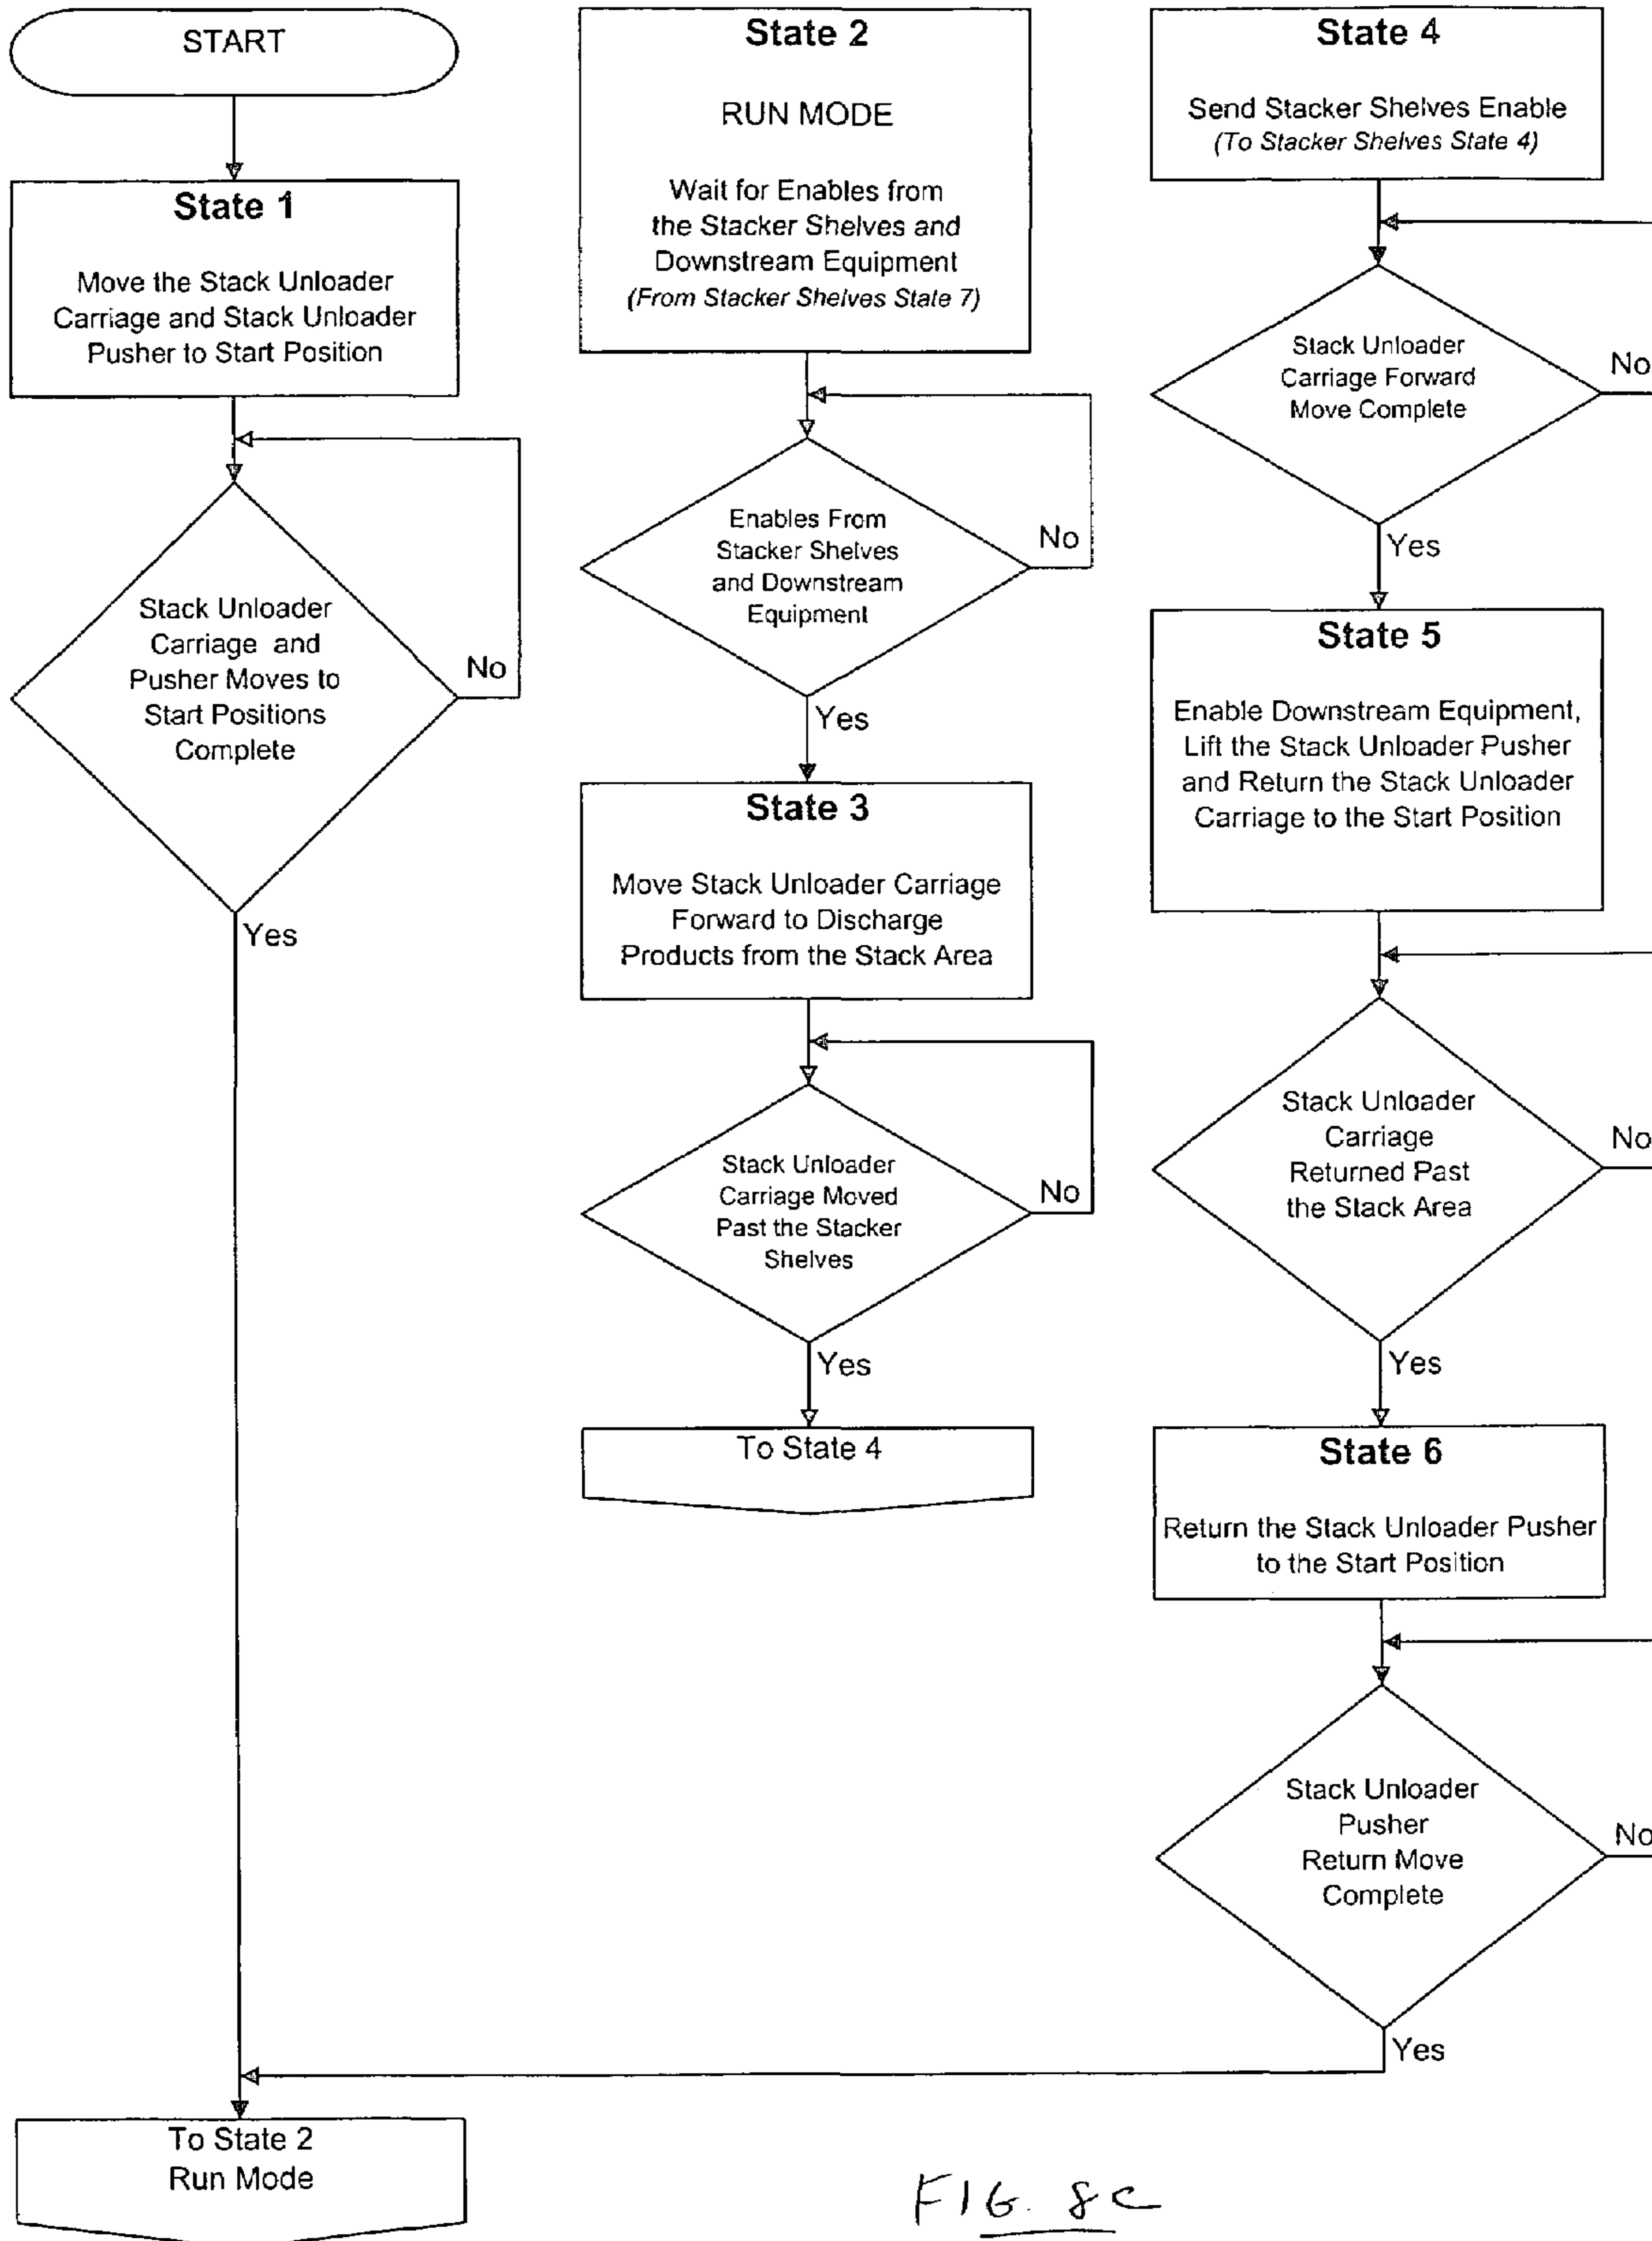 START
State 1
Move the Stack Unloader
Carriage and Stack Unloader
Pusher to Start Position
Stack Unloader
Carriage and
Pusher Moves to
Start Positions
Complete
No
Yes
To State 2
Run Mode
State 2
RUN MODE
Wait for Enables from
the Stacker Shelves and
Downstream Equipment
(From Stacker Shelves State 7)
Enables From
Stacker Shelves
and Downstream
Equipment
No
Yes
State 3
Move Stack Unloader Carriage
Forward to Discharge
Products from the Stack Area
Stack Unloader
Carriage Moved
Past the Stacker
Shelves
No
Yes
To State 4
State 4
Send Stacker Shelves Enable
(To Stacker Shelves State 4)
Stack Unloader
Carriage Forward
Move Complete
No
Yes
State 5
Enable Downstream Equipment,
Lift the Stack Unloader Pusher
and Return the Stack Unloader
Carriage to the Start Position
Stack Unloader
Carriage
Returned Past
the Stack Area
No
Yes
State 6
Return the Stack Unloader Pusher
to the Start Position
Stack Unloader
Pusher
Return Move
Complete
No
Yes
FIG. 8c